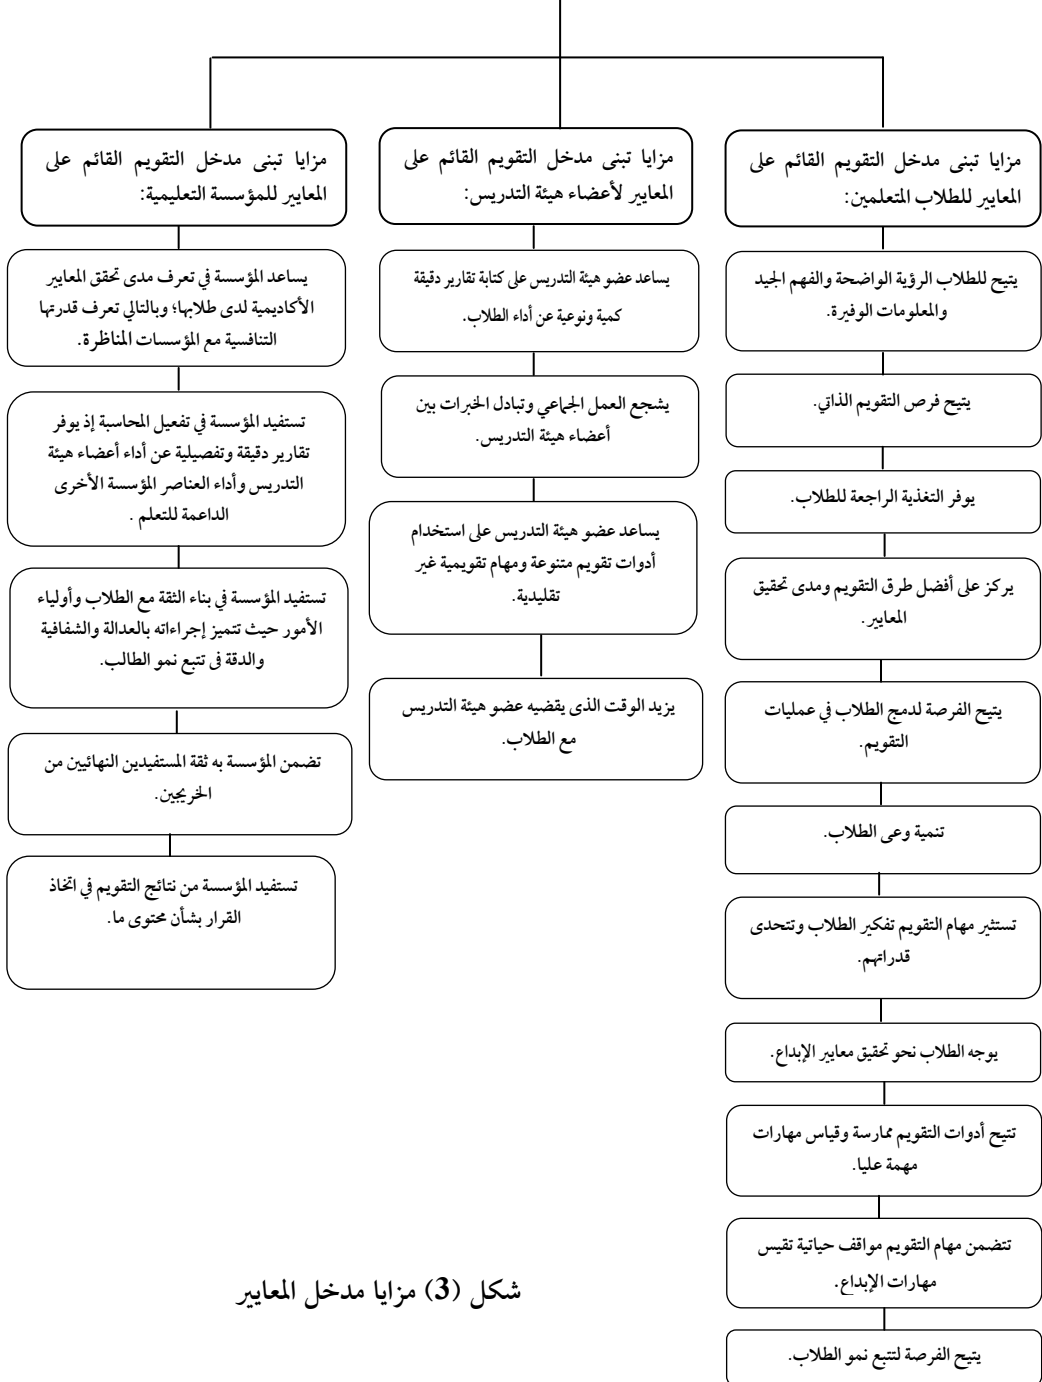 مزايا تبنى مدخل التقويم القائم على
المعايير للطلاب المتعلمين:
يتيح للطلاب الرؤية الواضحة والفهم الجيد
والمعلومات الوفيرة.
يتيح فرص التقويم الذاتي.
يوفر التغذية الراجعة للطلاب.
يركز على أفضل طرق التقويم ومدى تحقيق
المعايير.
يتيح الفرصة لدمج الطلاب في عمليات
التقويم.
تنمية وعى الطلاب.
تستثير مهام التقويم تفكير الطلاب وتتحدى
قدراتهم.
يوجه الطلاب نحو تحقيق معايير الإبداع.
تتيح أدوات التقويم ممارسة وقياس مهارات
مهمة عليا.
تتضمن مهام التقويم مواقف حياتية تقيس
مهارات الإبداع.
يتيح الفرصة لتتبع نمو الطلاب.
مزايا تبنى مدخل التقويم القائم على
المعايير لأعضاء هيئة التدريس:
يساعد عضو هيئة التدريس على كتابة تقارير دقيقة
كمية ونوعية عن أداء الطلاب.
يشجع العمل الجماعي وتبادل الخبرات بين
أعضاء هيئة التدريس.
يساعد عضو هيئة التدريس على استخدام
أدوات تقويم متنوعة ومهام تقويمية غير
تقليدية.
يزيد الوقت الذى يقضيه عضو هيئة التدريس
مع الطلاب.
مزايا تبنى مدخل التقويم القائم على
المعايير للمؤسسة التعليمية:
يساعد المؤسسة في تعرف مدى تحقق المعايير
الأكاديمية لدى طلابها؛ وبالتالي تعرف قدرتها
التنافسية مع المؤسسات المناظرة.
تستفيد المؤسسة في تفعيل المحاسبة إذ يوفر
تقارير دقيقة وتفصيلية عن أداء أعضاء هيئة
التدريس وأداء العناصر المؤسسة الأخرى
الداعمة للتعلم .
تستفيد المؤسسة في بناء الثقة مع الطلاب وأولياء
الأمور حيث تتميز إجراءاته بالعدالة والشفافية
والدقة فى تتبع نمو الطالب.
تضمن المؤسسة به ثقة المستفيدين النهائيين من
الخريجين.
تستفيد المؤسسة من نتائج التقويم في اتخاذ
القرار بشأن محتوى ما.
شكل (3) مزايا مدخل المعايير